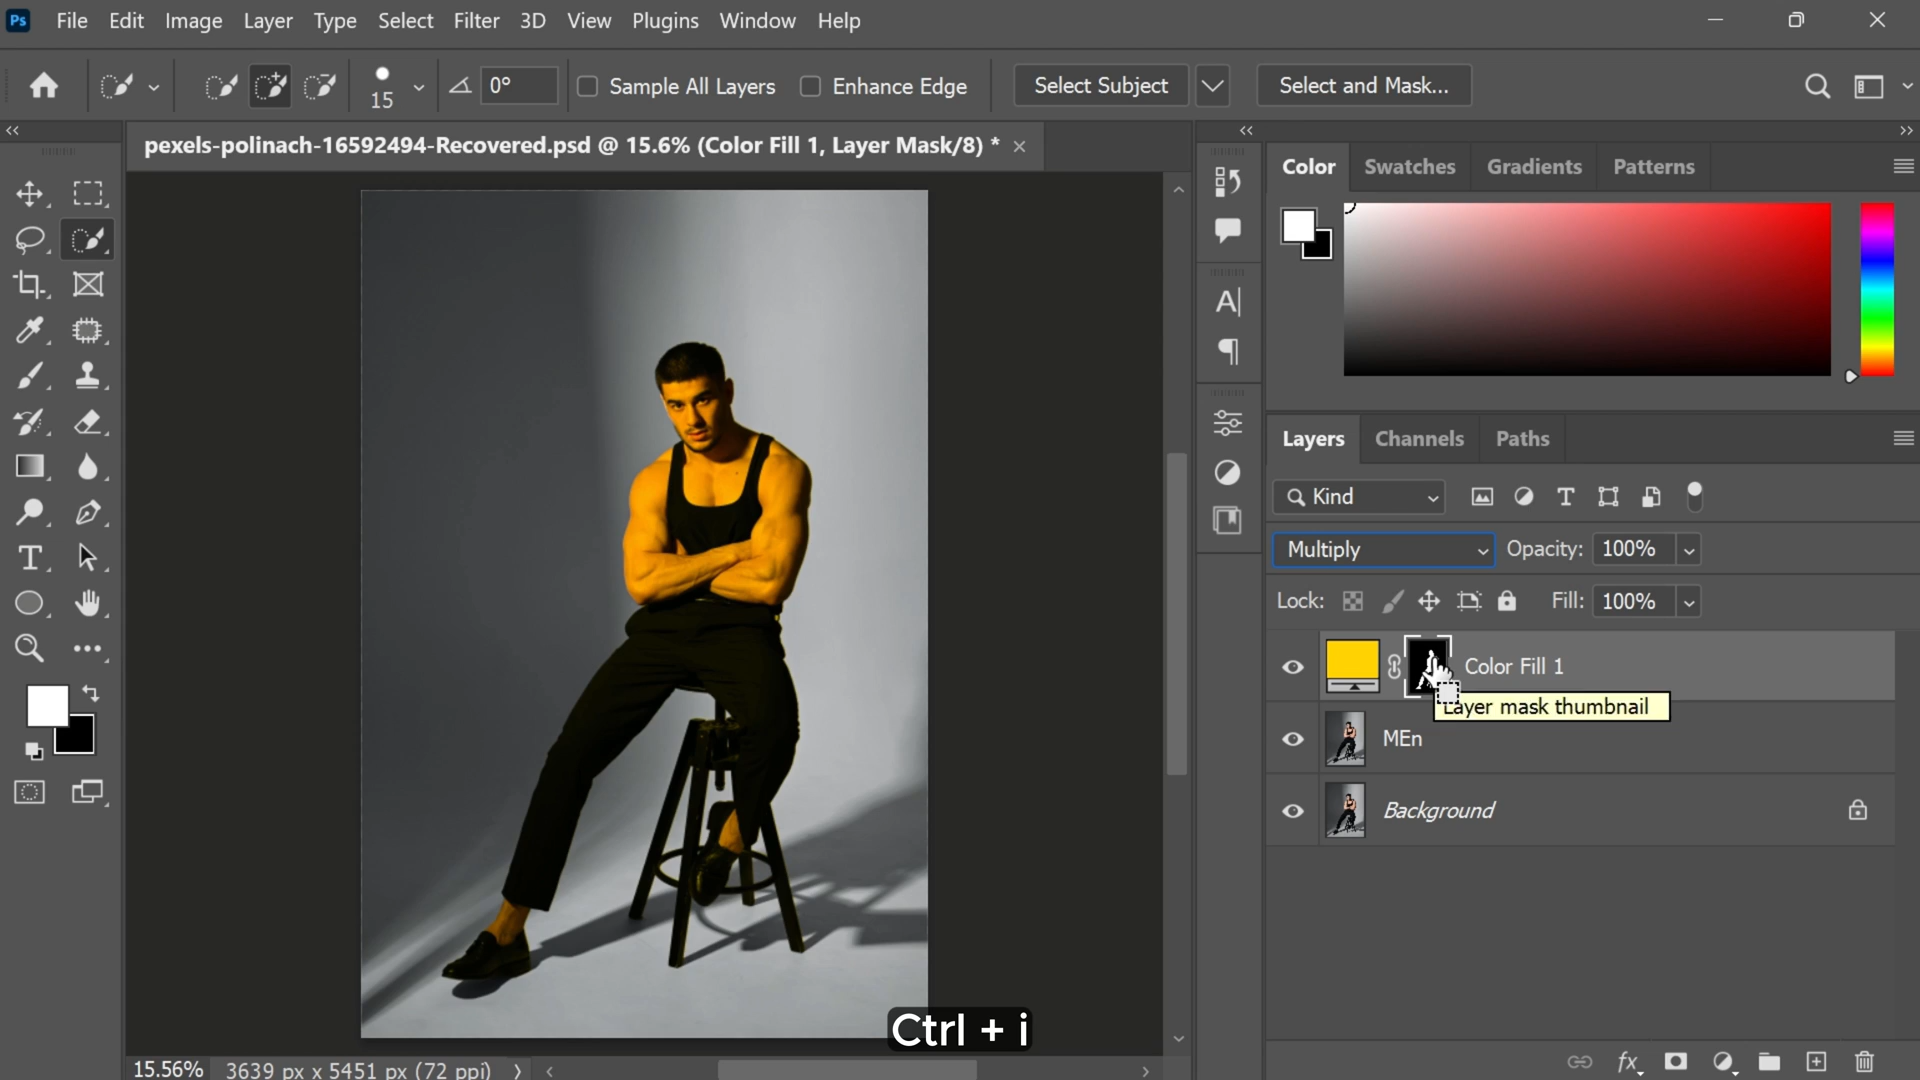 Ps File Edit Image Layer Type Select Filter 3D View Plugins Window Help
15 0° Sample All Layers Enhance Edge Select Subject Select and Mask...
pexels-polinach-16592494-Recovered.psd @ 15.6% (Color Fill 1, Layer Mask/8) *
Color Swatches Gradients Patterns
Layers Channels Paths
Kind
Multiply Opacity: 100%
Lock: Fill: 100%
Color Fill 1
Layer mask thumbnail
MEn
Background
Ctrl + i
15.56% 3639 px x 5451 px (72 ppi)